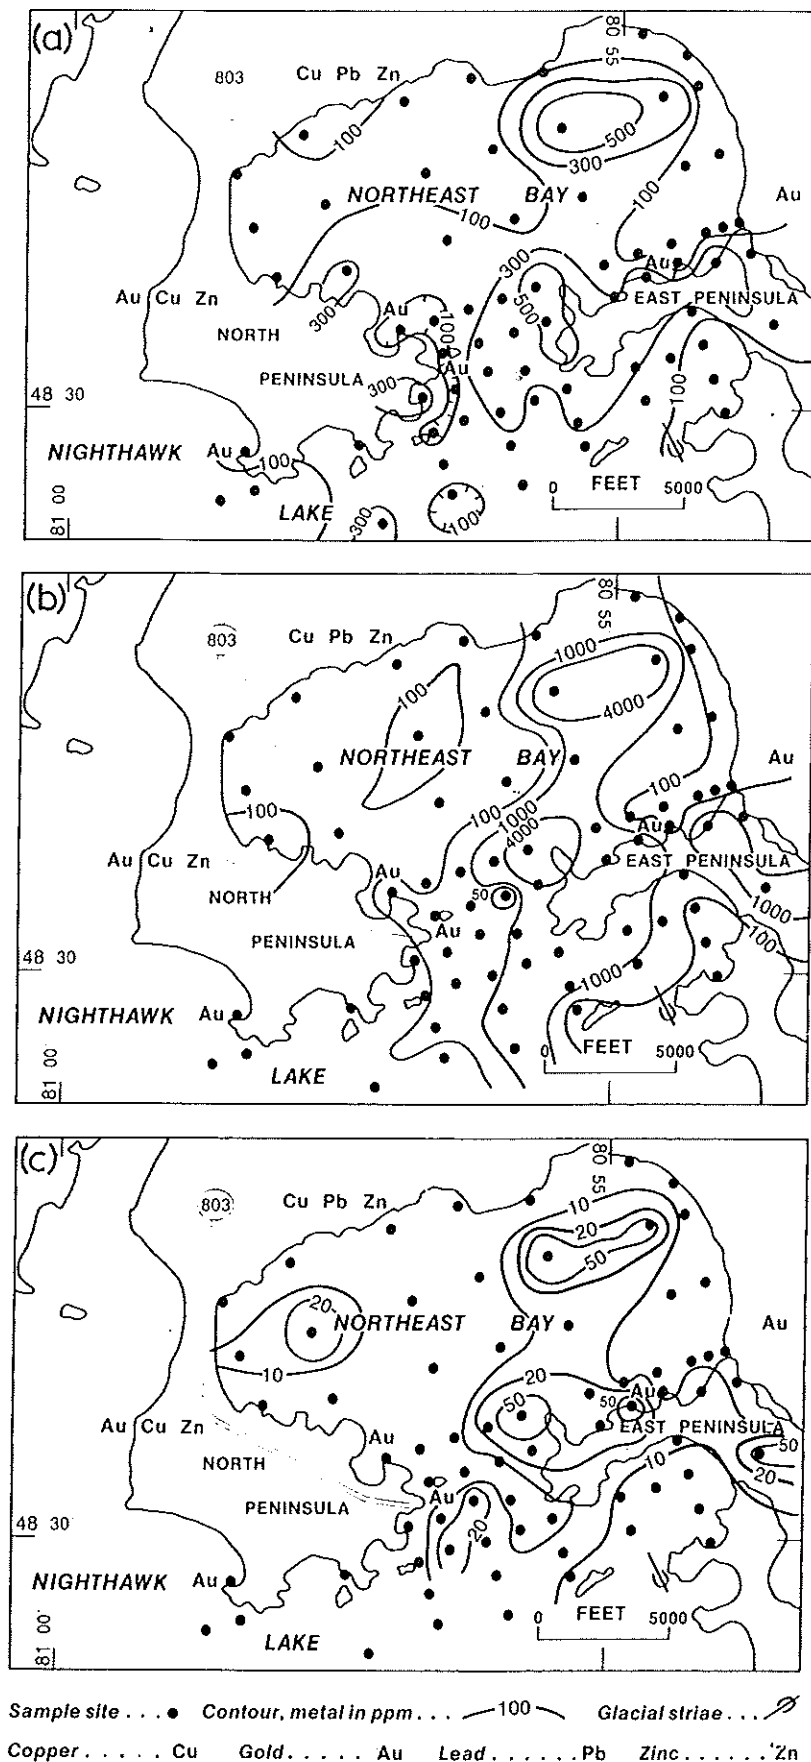 (a)
80
55
803
Cu Pb Zn
100
500
300
NORTHEAST BAY
100
100
Au
300
Au
EAST PENINSULA
500
Au Cu Zn
300
Au
100
NORTH
Au
PENINSULA
300
100
48 30
NIGHTHAWK
Au
100
FEET
0
5000
LAKE
300
100
81 00
(b)
80
55
803
Cu Pb Zn
1000
100
4000
NORTHEAST BAY
Au
100
100
1000
4000
100
Au
Au Cu Zn
EAST PENINSULA
Au
50
NORTH
1000
Au
PENINSULA
100
48 30
1000
NIGHTHAWK
Au
FEET
0
5000
LAKE
81 00
(c)
80
55
803
Cu Pb Zn
10
20
50
20
NORTHEAST BAY
Au
10
20
50
50
Au
Au Cu Zn
EAST PENINSULA
Au
50
NORTH
10
20
Au
PENINSULA
20
48 30
NIGHTHAWK
Au
FEET
0
5000
LAKE
81 00
Sample site . . . Contour, metal in ppm . . . 100 Glacial striae . . .
Copper . . . . . Cu Gold . . . . . Au Lead . . . . . . Pb Zinc . . . . . . Zn